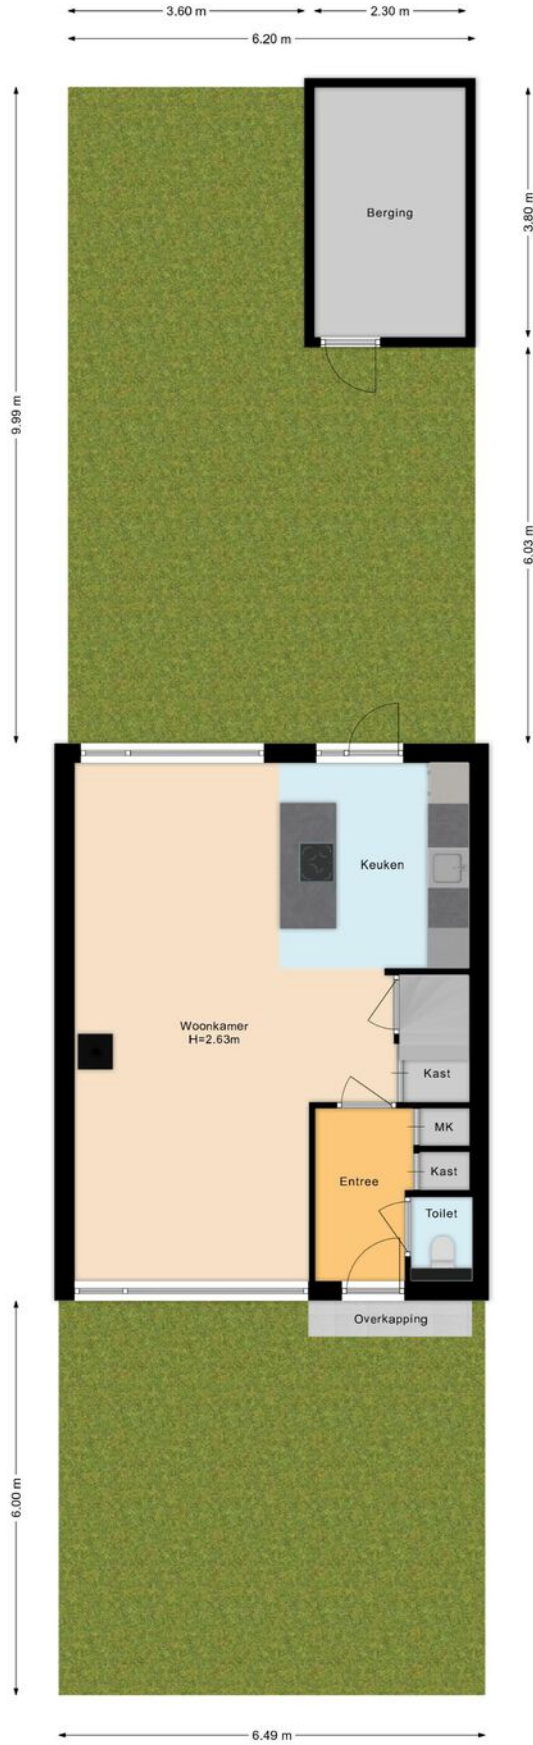 3.60 m
2.30 m
6.20 m
Berging
3.80 m
9.99 m
6.03 m
Keuken
Woonkamer
H=2.63m
Kast
MK
Kast
Entree
Toilet
Overkapping
6.00 m
6.49 m